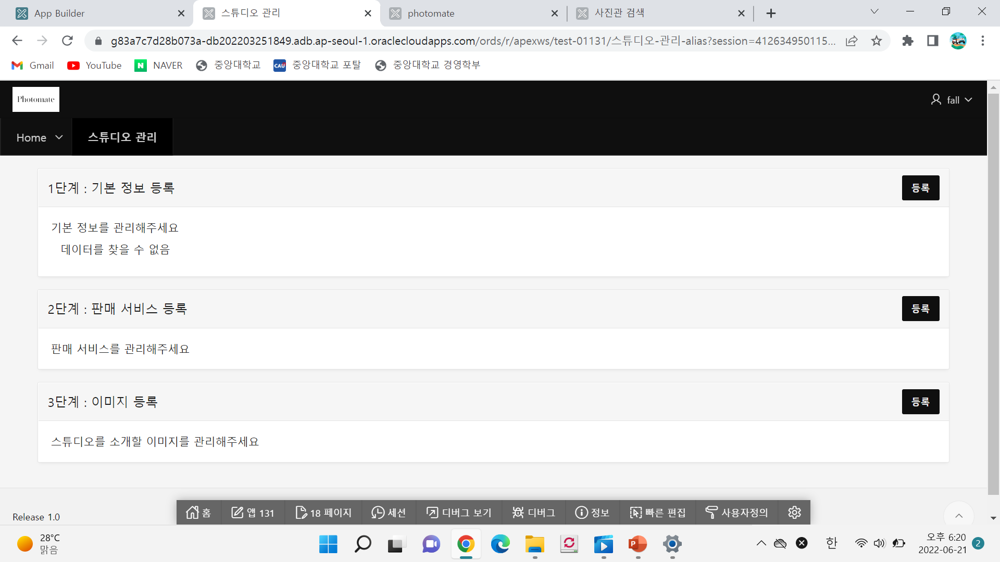 App Builder
스튜디오 관리
photomate
사진관 검색
g83a7c7d28b073a-db202203251849.adb.ap-seoul-1.oraclecloudapps.com/ords/r/apexws/test-01131/스튜디오-관리-alias?session=412634950115...
Gmail
YouTube
N NAVER
중앙대학교
CAU 중앙대학교 포탈
중앙대학교 경영학부
Photomate
fall
Home
스튜디오 관리
1단계 : 기본 정보 등록
등록
기본 정보를 관리해주세요
데이터를 찾을 수 없음
2단계 : 판매 서비스 등록
등록
판매 서비스를 관리해주세요
3단계 : 이미지 등록
등록
스튜디오를 소개할 이미지를 관리해주세요
홈
앱 131
18 페이지
세션
디버그 보기
디버그
정보
빠른 편집
사용자정의
Release 1.0
28°C
맑음
P
한
오후 6:20
2022-06-21
2